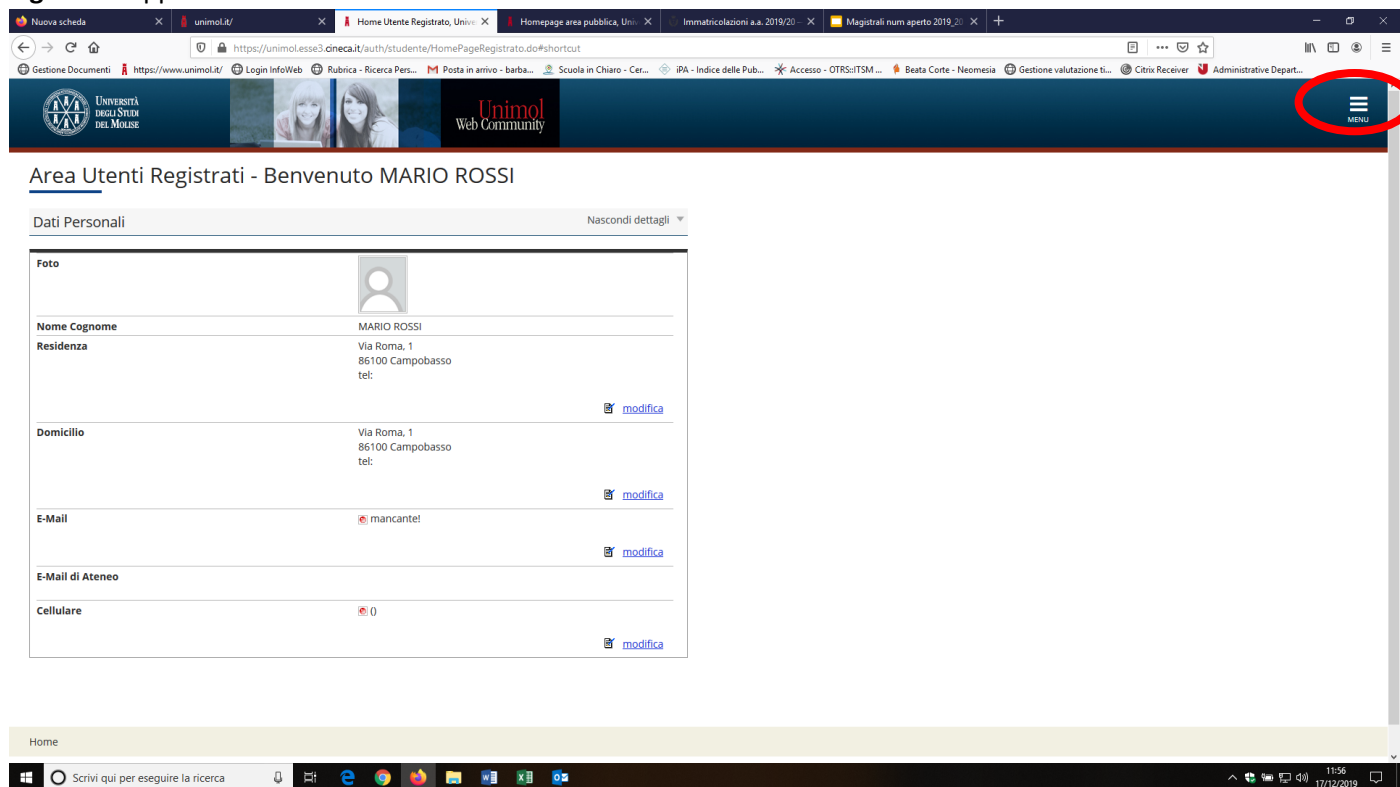 Nuova scheda
unimol.it/
Home Utente Registrato, Unive
Homepage area pubblica, Univ
Immatricolazioni a.a. 2019/20 -
Magistrali num aperto 2019_20
https://unimol.esse3.cineca.it/auth/studente/HomePageRegistrato.do#shortcut
Gestione Documenti https://www.unimol.it/ Login InfoWeb Rubrica - Ricerca Pers... Posta in arrivo - barba... Scuola in Chiaro - Cer... iPA - Indice delle Pub... Accesso - OTRS::ITSM ... Beata Corte - Neomesia Gestione valutazione ti... Citrix Receiver Administrative Depart...
UNIVERSITÀ
DEGLI STUDI
DEL MOLISE
Unimol
Web Community
MENU
Area Utenti Registrati - Benvenuto MARIO ROSSI
Dati Personali Nascondi dettagli
Foto
Nome Cognome MARIO ROSSI
Residenza Via Roma, 1
86100 Campobasso
tel:
modifica
Domicilio Via Roma, 1
86100 Campobasso
tel:
modifica
E-Mail mancante!
modifica
E-Mail di Ateneo
Cellulare ()
modifica
Home
Scrivi qui per eseguire la ricerca
11:56
17/12/2019